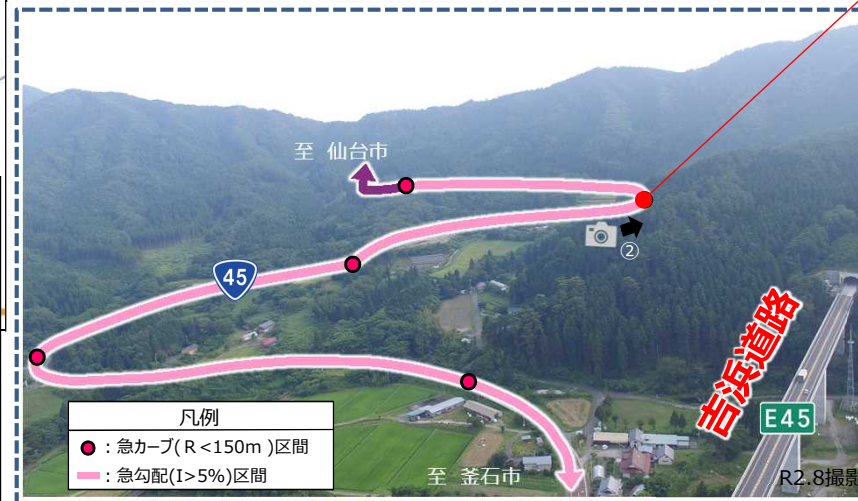 至 仙台市
②
45
吉浜道路
E45
凡例
：急カーブ(R<150m)区間
：急勾配(I>5%)区間
至 釜石市
R2.8撮影